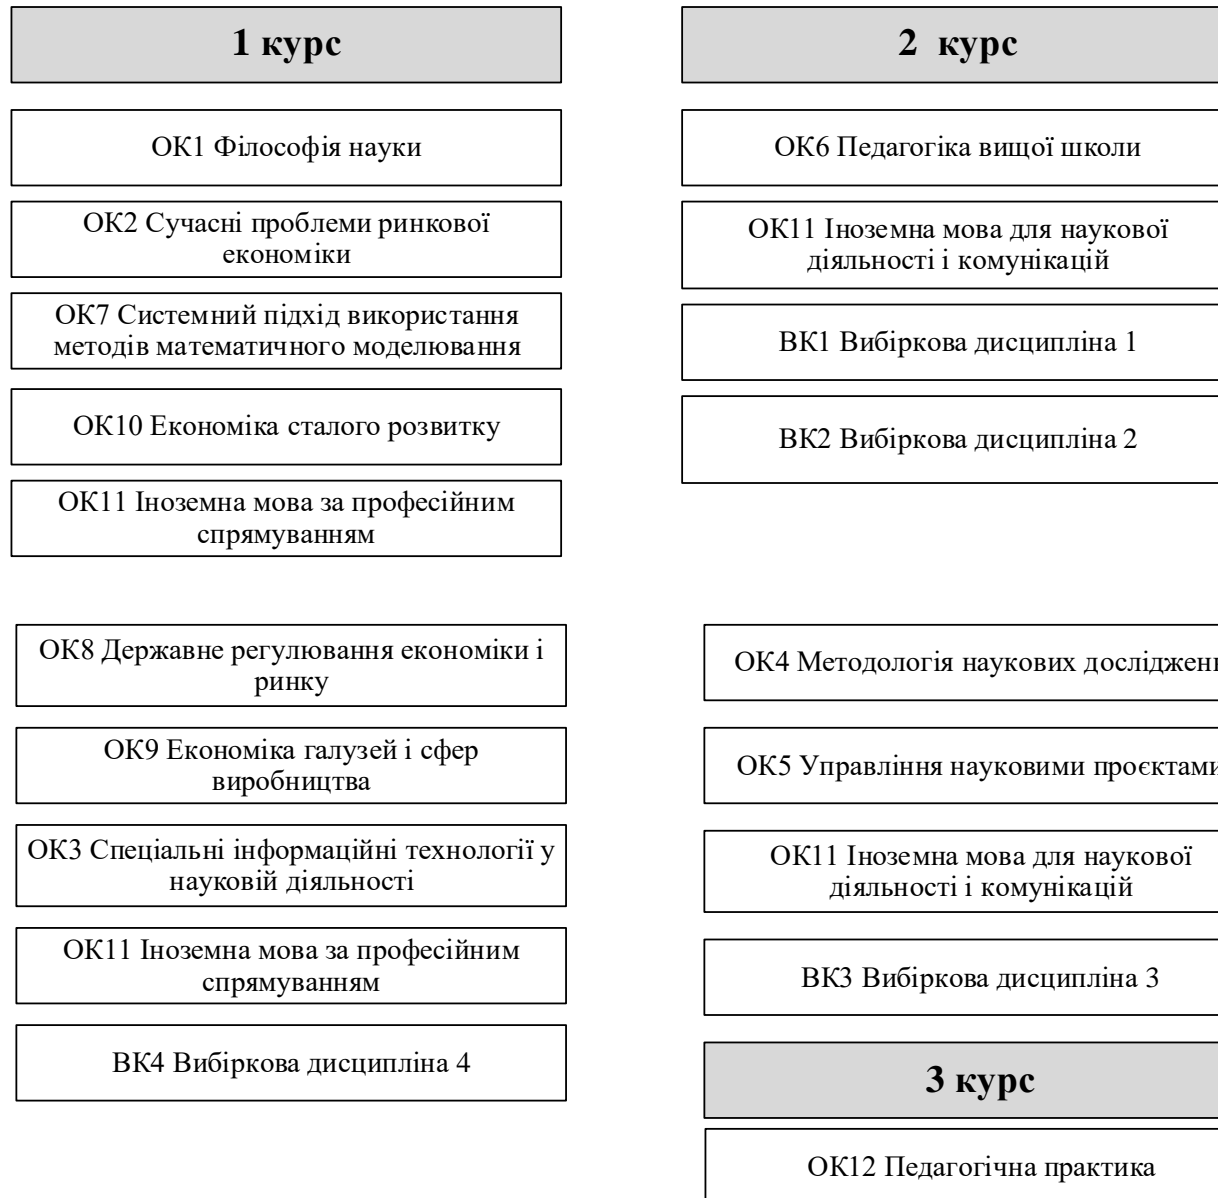 1 курс
ОК1 Філософія науки
ОК2 Сучасні проблеми ринкової
економіки
ОК7 Системний підхід використання
методів математичного моделювання
ОК10 Економіка сталого розвитку
ОК11 Іноземна мова за професійним
спрямуванням
ОК8 Державне регулювання економіки і
ринку
ОК9 Економіка галузей і сфер
виробництва
ОК3 Спеціальні інформаційні технології у
науковій діяльності
ОК11 Іноземна мова за професійним
спрямуванням
ВК4 Вибіркова дисципліна 4
2 курс
ОК6 Педагогіка вищої школи
ОК11 Іноземна мова для наукової
діяльності і комунікацій
ВК1 Вибіркова дисципліна 1
ВК2 Вибіркова дисципліна 2
ОК4 Методологія наукових досліджень
ОК5 Управління науковими проєктами
ОК11 Іноземна мова для наукової
діяльності і комунікацій
ВК3 Вибіркова дисципліна 3
3 курс
ОК12 Педагогічна практика